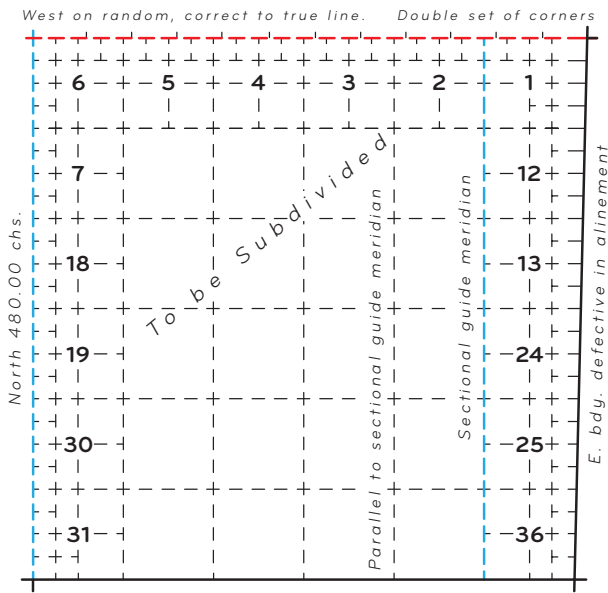 West on random, correct to true line. Double set of corners
6 5 4 3 2 1
7 12
18 13
19 24
30 25
31 36
To be Subdivided
North 480.00 chs.
Parallel to sectional guide meridian
Sectional guide meridian
E. bdy. defective in alinement